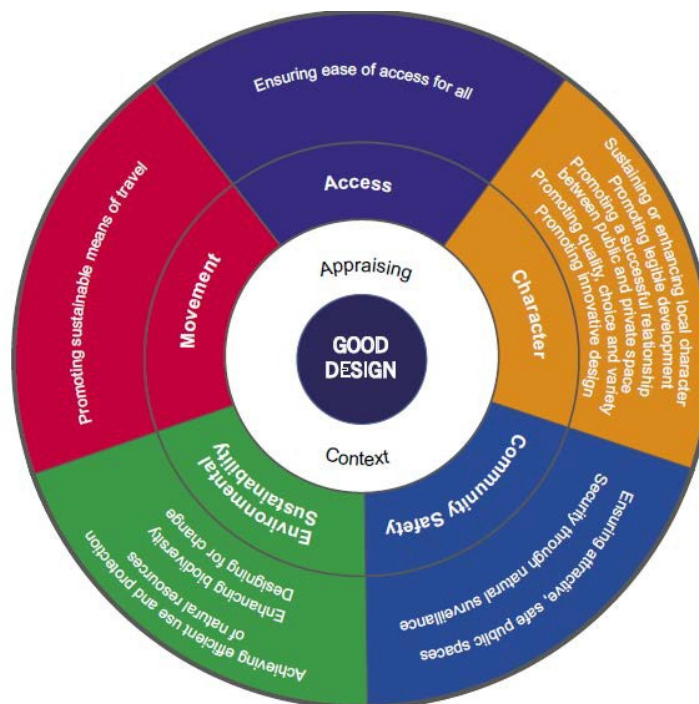 GOOD
DESIGN
Appraising
Context
Access
Ensuring ease of access for all
Character
Sustaining or enhancing local character
Promoting legible development
Promoting a successful relationship
between public and private space
Promoting quality, choice and variety
Promoting innovative design
Community Safety
Ensuring attractive, safe public spaces
Security through natural surveillance
Environmental
Sustainability
Achieving efficient use and protection
of natural resources
Enhancing biodiversity
Designing for change
Movement
Promoting sustainable means of travel